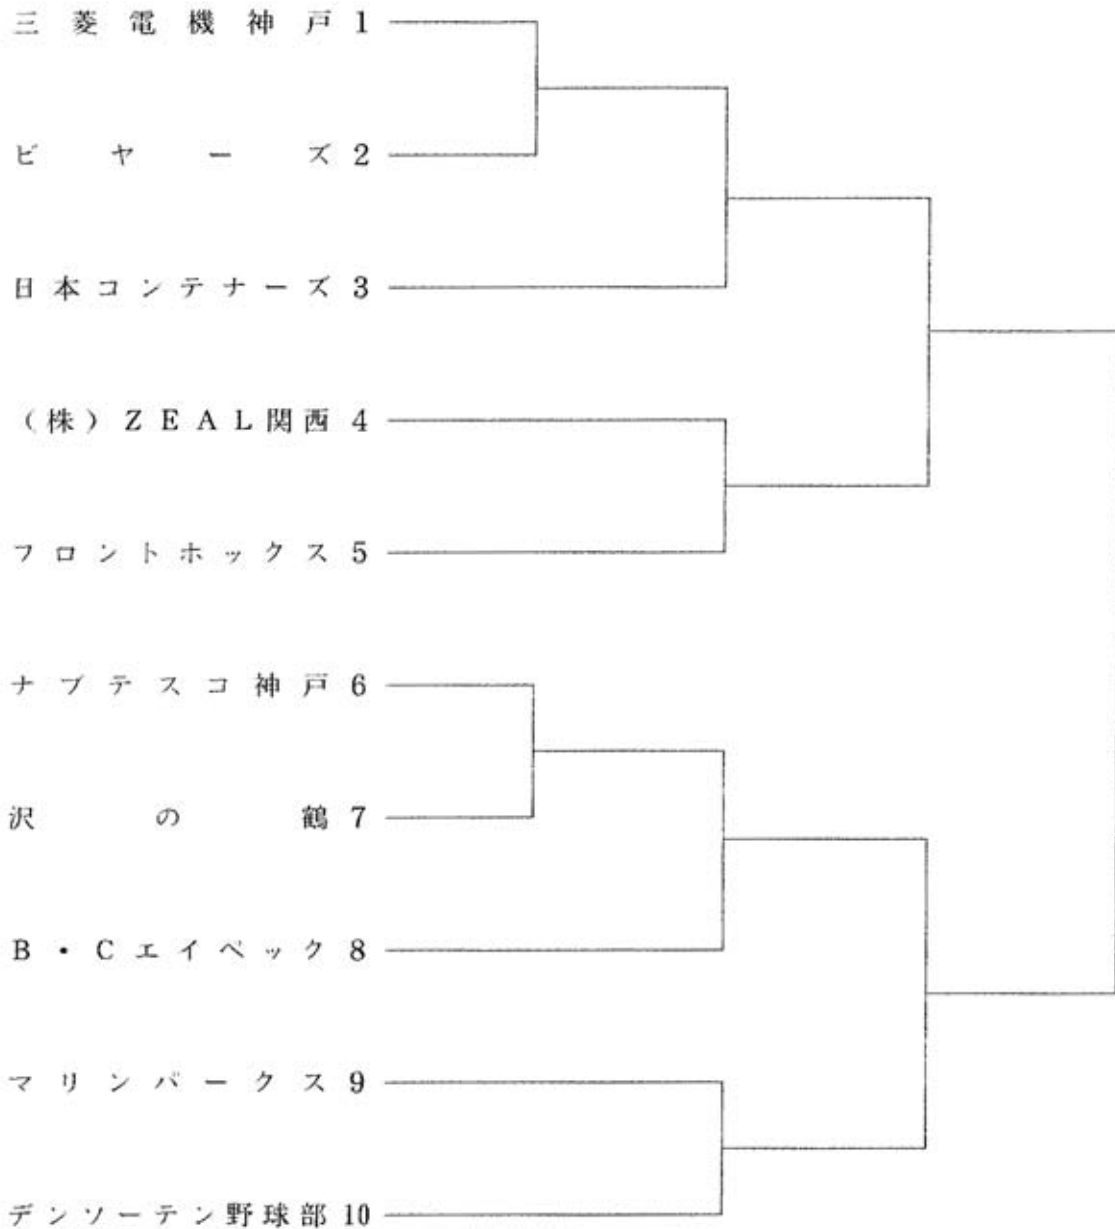 三菱電機神戸 1
ビヤーズ 2
日本コンテナーズ 3
(株)ZEAL関西 4
フロントホックス 5
ナブテスコ神戸 6
沢の鶴 7
B・Cエイペック 8
マリンパークス 9
デンソーテン野球部 10